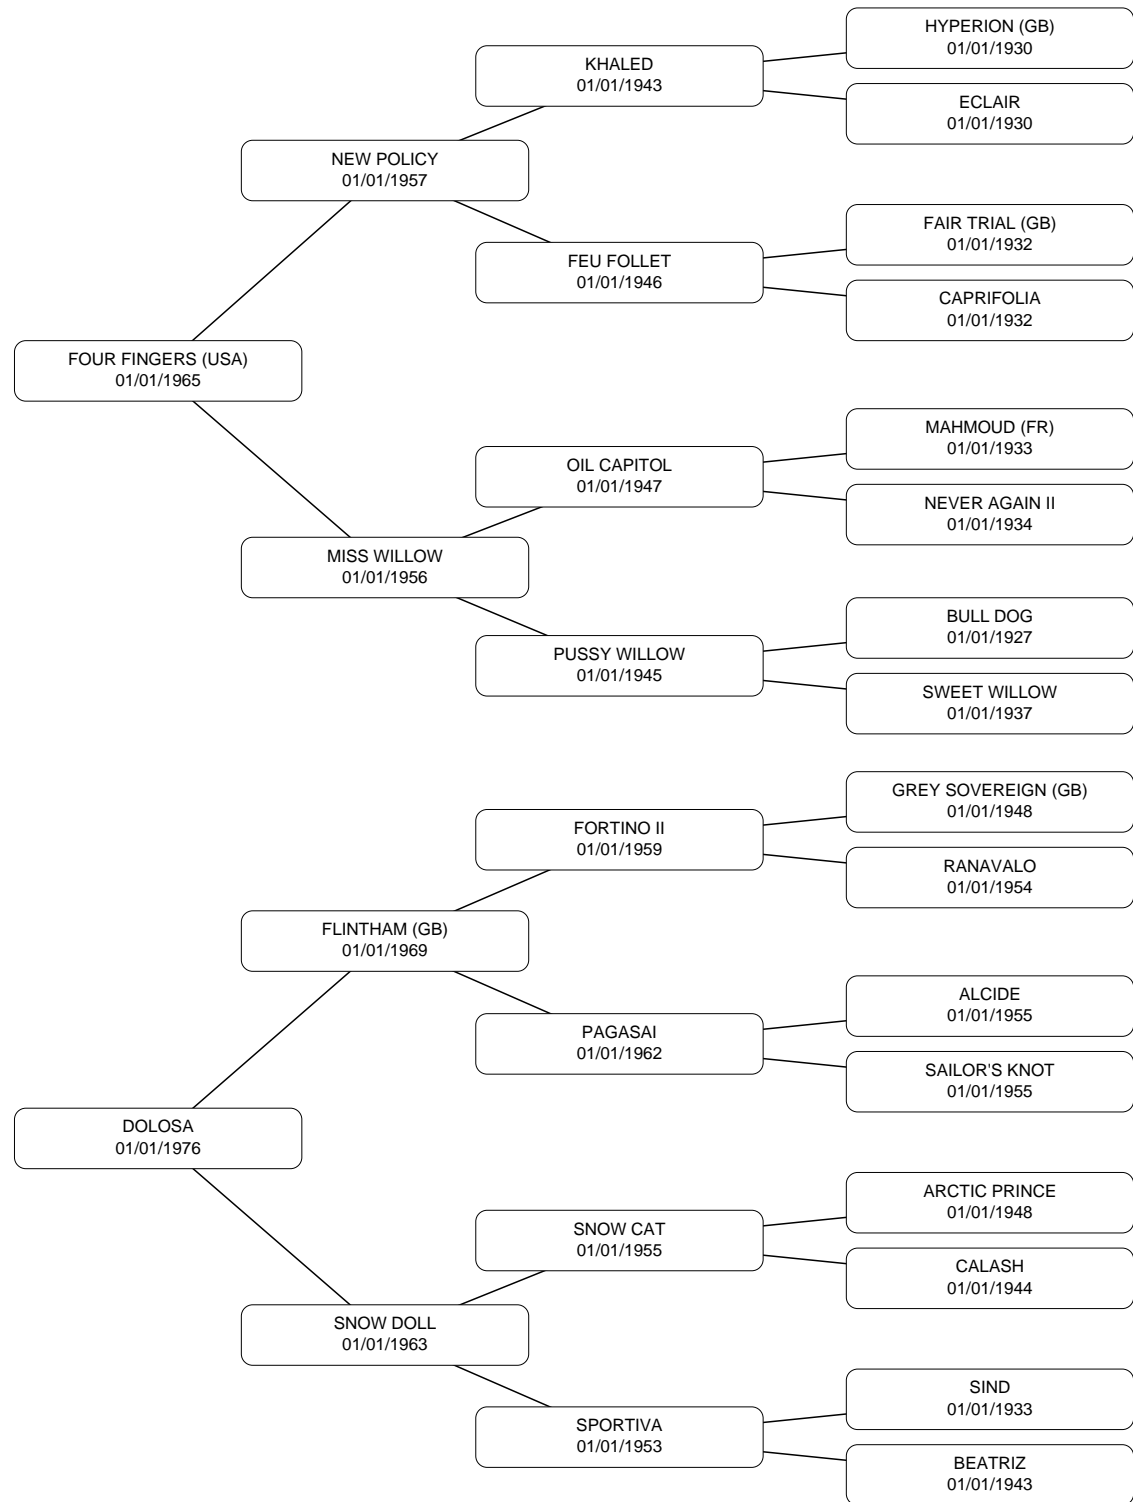 HYPERION (GB)
01/01/1930
KHALED
01/01/1943
ECLAIR
01/01/1930
NEW POLICY
01/01/1957
FAIR TRIAL (GB)
01/01/1932
FEU FOLLET
01/01/1946
CAPRIFOLIA
01/01/1932
FOUR FINGERS (USA)
01/01/1965
MAHMOUD (FR)
01/01/1933
OIL CAPITOL
01/01/1947
NEVER AGAIN II
01/01/1934
MISS WILLOW
01/01/1956
BULL DOG
01/01/1927
PUSSY WILLOW
01/01/1945
SWEET WILLOW
01/01/1937
GREY SOVEREIGN (GB)
01/01/1948
FORTINO II
01/01/1959
RANAVALO
01/01/1954
FLINTHAM (GB)
01/01/1969
ALCIDE
01/01/1955
PAGASAI
01/01/1962
SAILOR'S KNOT
01/01/1955
DOLOSA
01/01/1976
ARCTIC PRINCE
01/01/1948
SNOW CAT
01/01/1955
CALASH
01/01/1944
SNOW DOLL
01/01/1963
SIND
01/01/1933
SPORTIVA
01/01/1953
BEATRIZ
01/01/1943